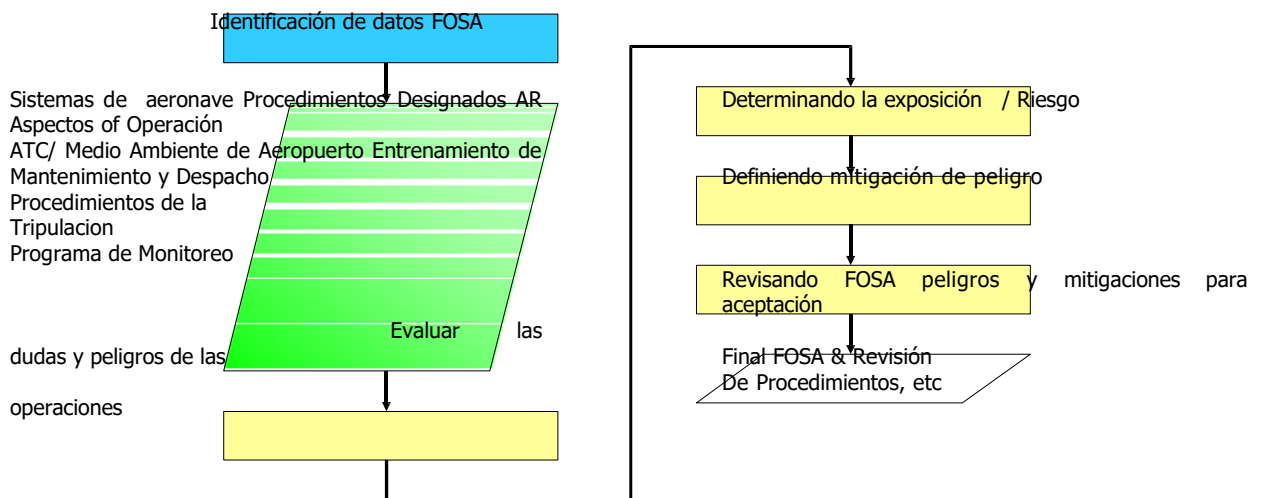 Identificación de datos FOSA
Sistemas de aeronave Procedimientos Designados AR
Aspectos of Operación
ATC/ Medio Ambiente de Aeropuerto Entrenamiento de
Mantenimiento y Despacho
Procedimientos de la
Tripulacion
Programa de Monitoreo
Evaluar las
dudas y peligros de las
operaciones
Determinando la exposición / Riesgo
Definiendo mitigación de peligro
Revisando FOSA peligros y mitigaciones para
aceptación
Final FOSA & Revisión
De Procedimientos, etc